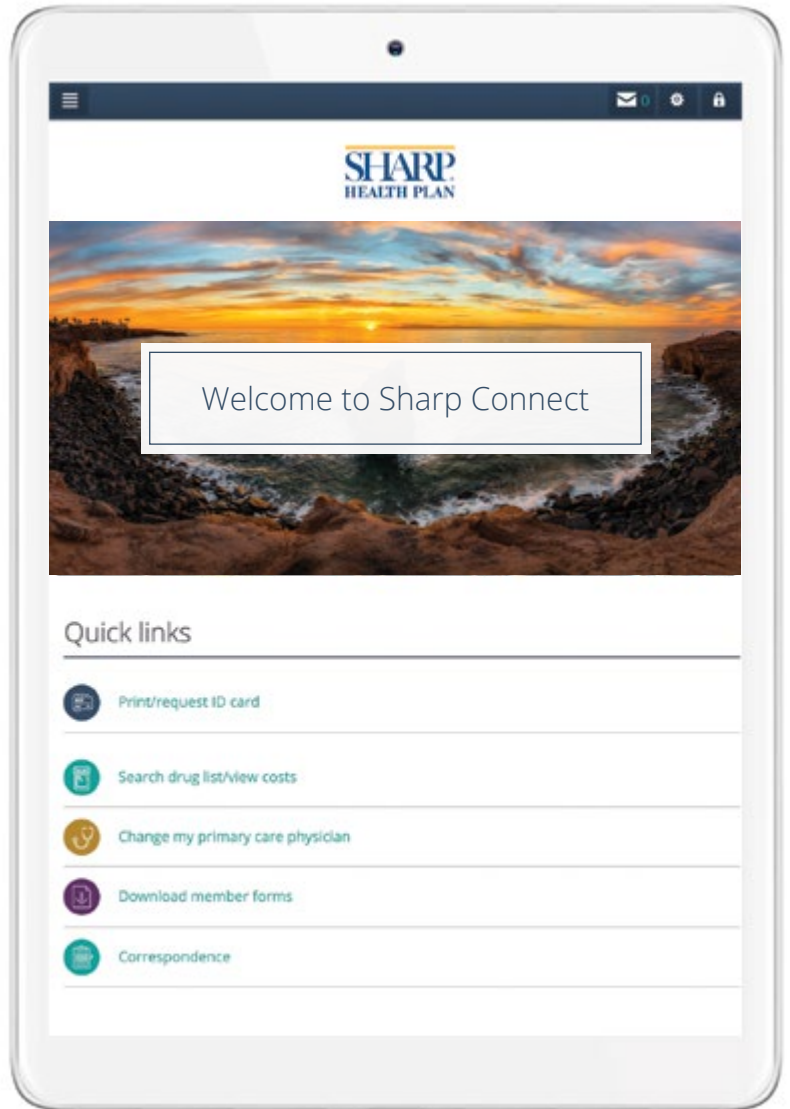 0
SHARP
HEALTH PLAN
Welcome to Sharp Connect
Quick links
Print/request ID card
Search drug list/view costs
Change my primary care physician
Download member forms
Correspondence